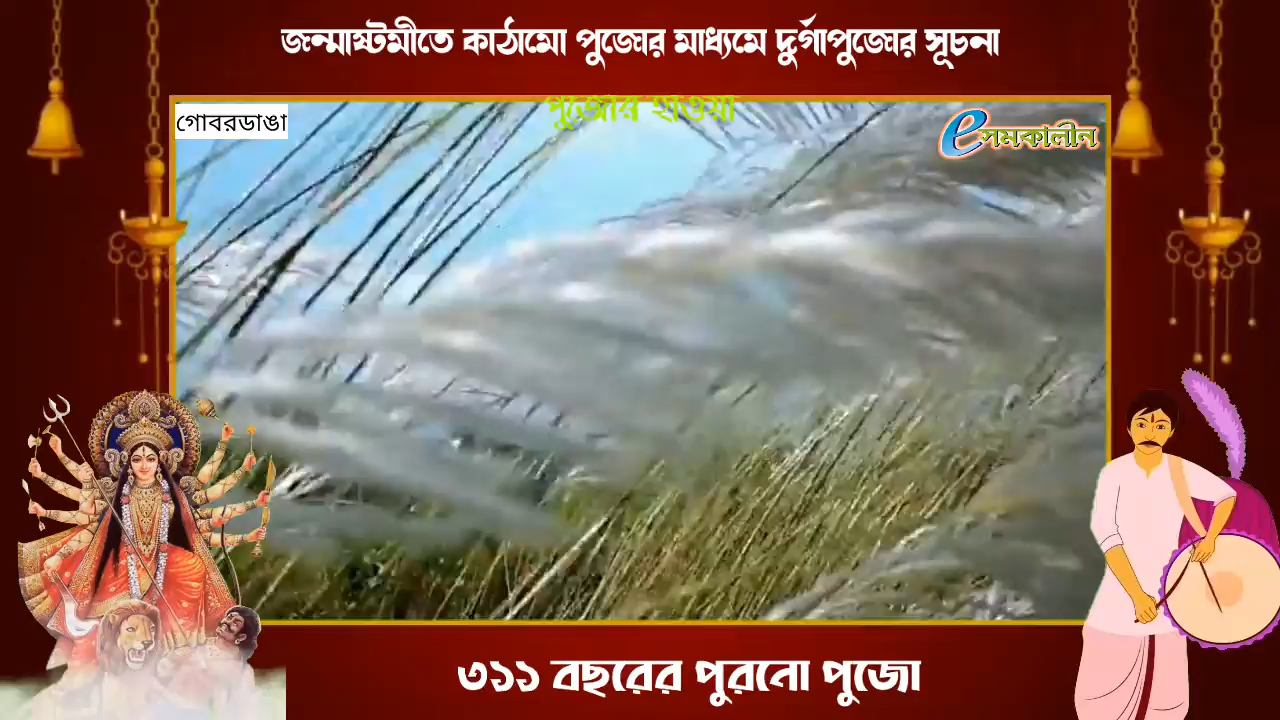 জন্মাষ্টমীতে কাঠামো পুজোর মাধ্যমে দুর্গাপুজোর সূচনা
পুজোর হাওয়া
গোবরডাঙা
eসমকালীন
৩১১ বছরের পুরনো পুজো